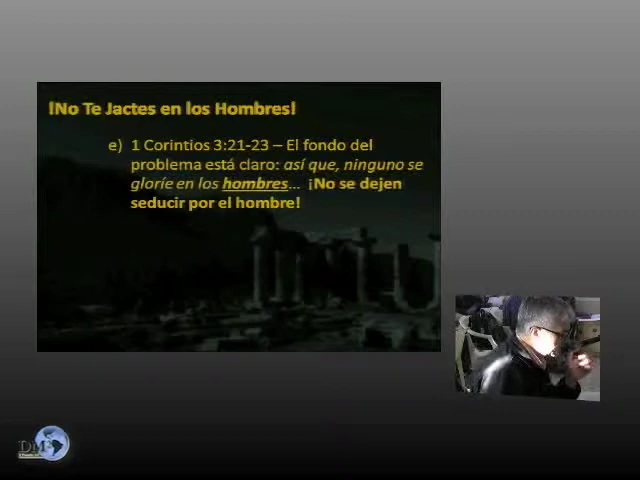 ¡No Te Jactes en los Hombres!
e) 1 Corintios 3:21-23 – El fondo del
problema está claro: así que, ninguno se
gloríe en los hombres... ¡No se dejen
seducir por el hombre!